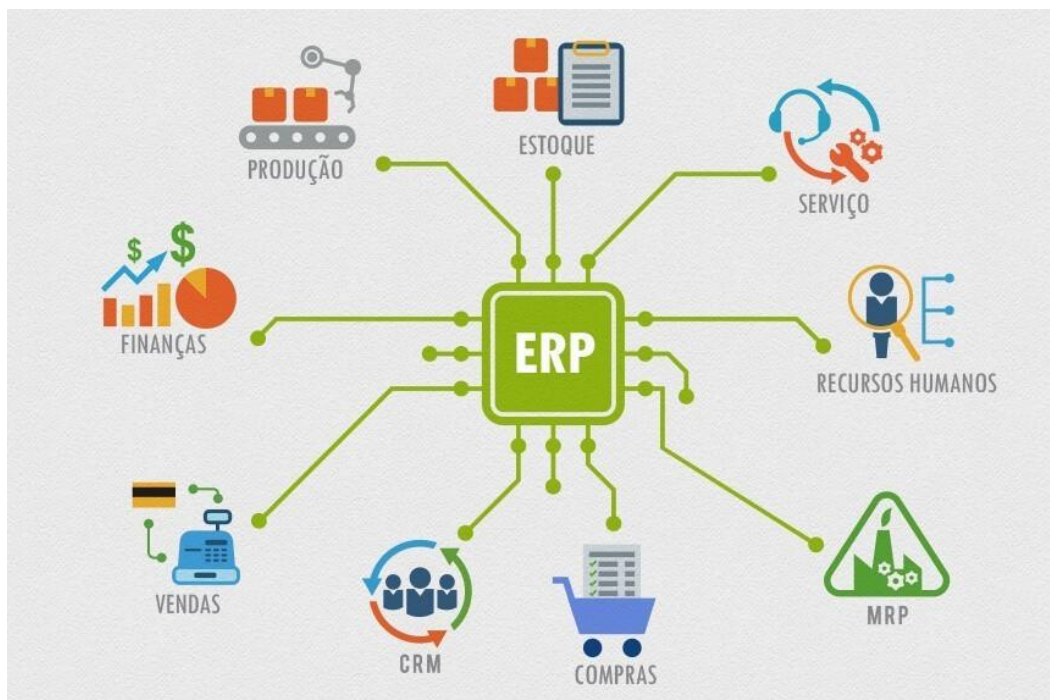 ESTOQUE
PRODUÇÃO
SERVIÇO
$ $
FINANÇAS
ERP
RECURSOS HUMANOS
VENDAS
CRM
COMPRAS
MRP